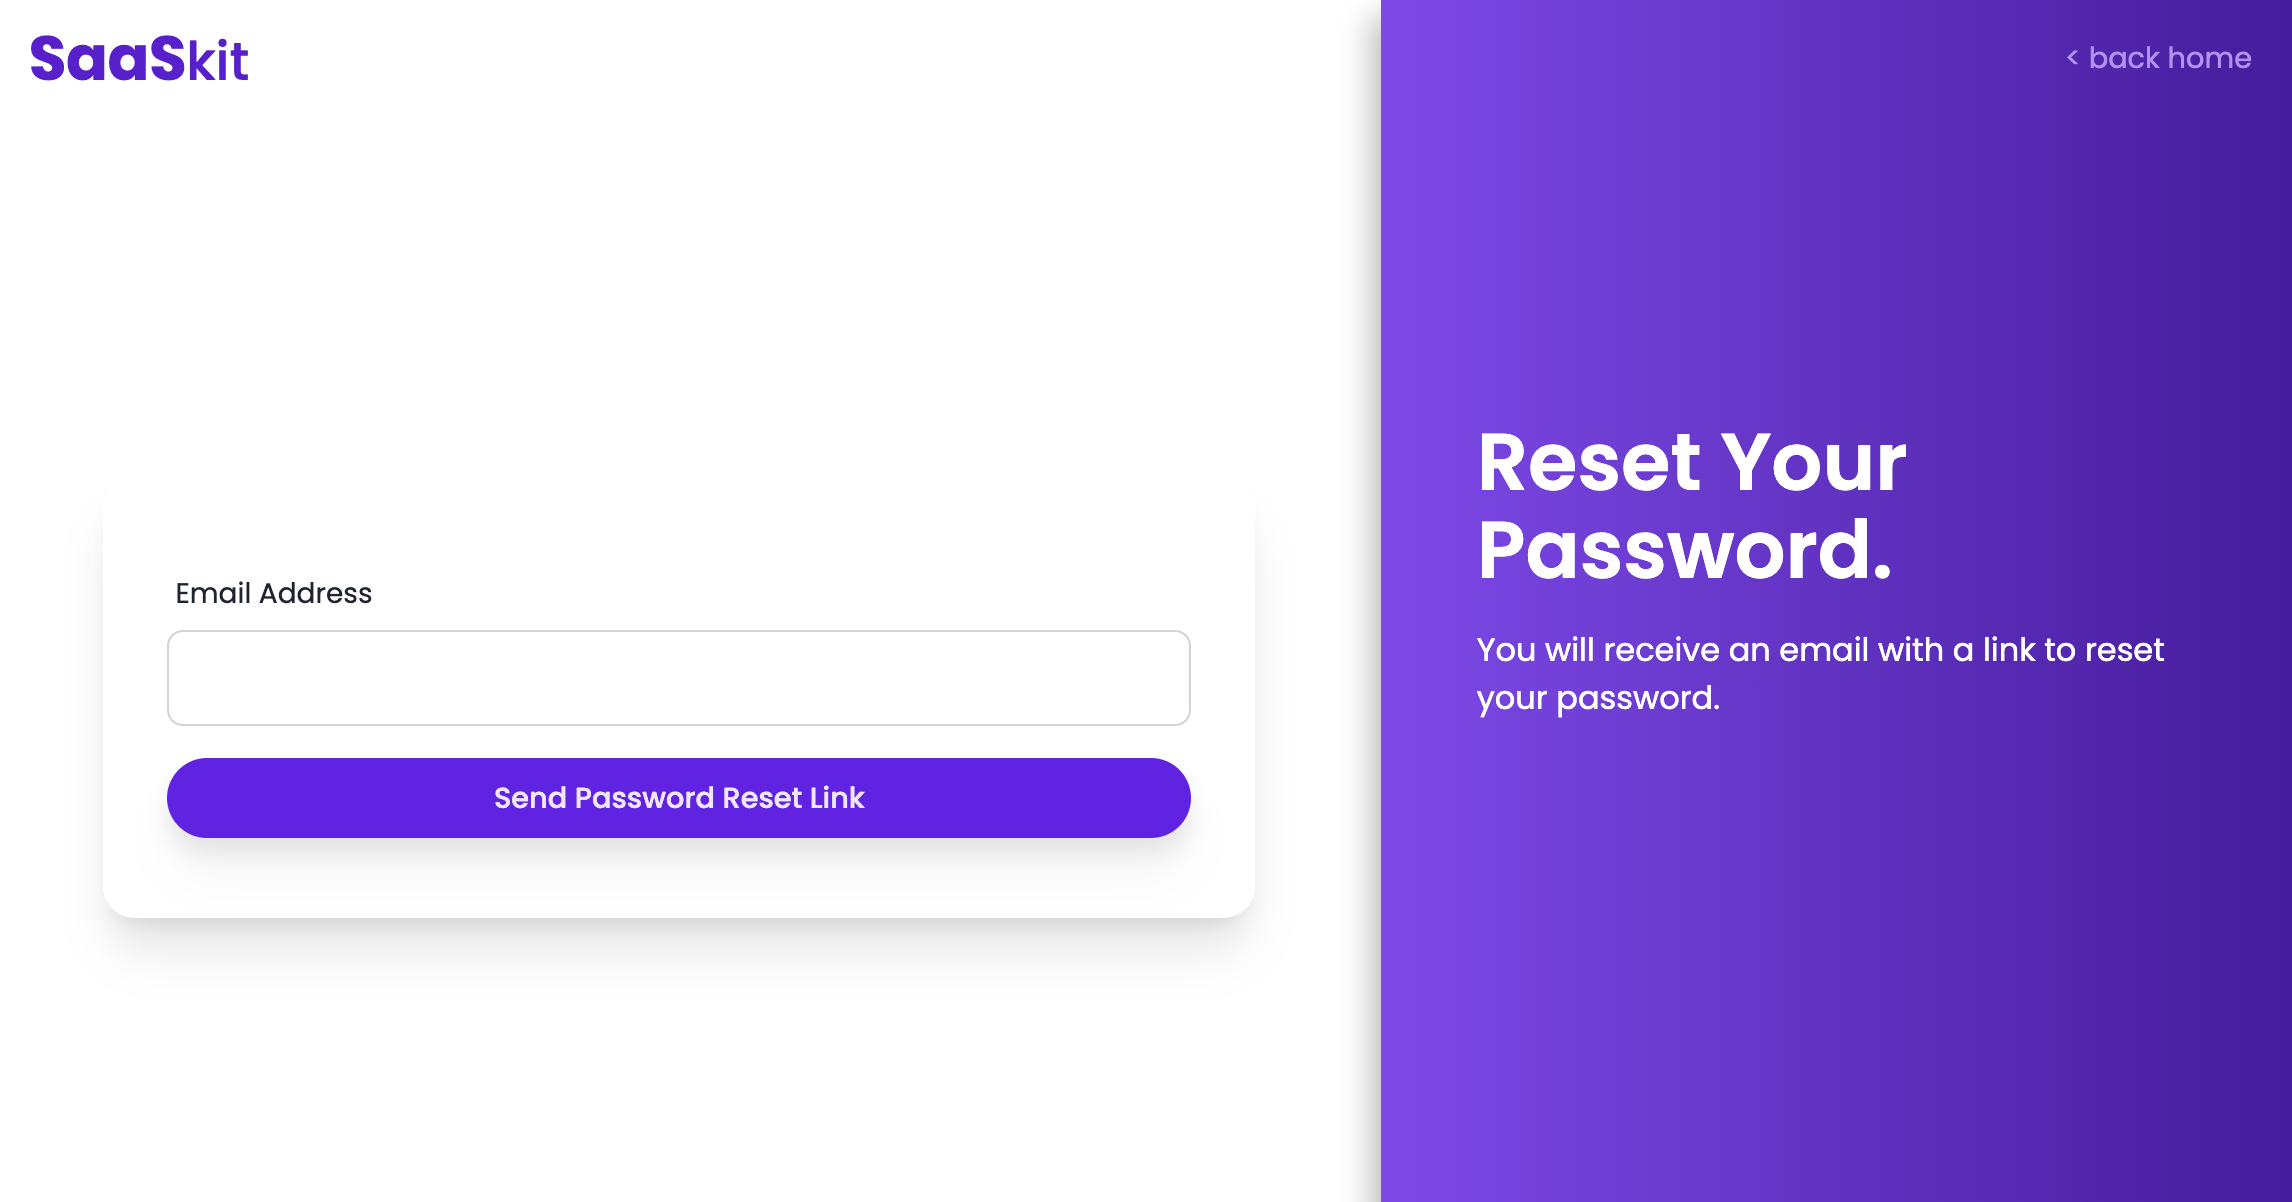 SaaSkit
< back home
Email Address
Send Password Reset Link
Reset Your
Password.
You will receive an email with a link to reset
your password.